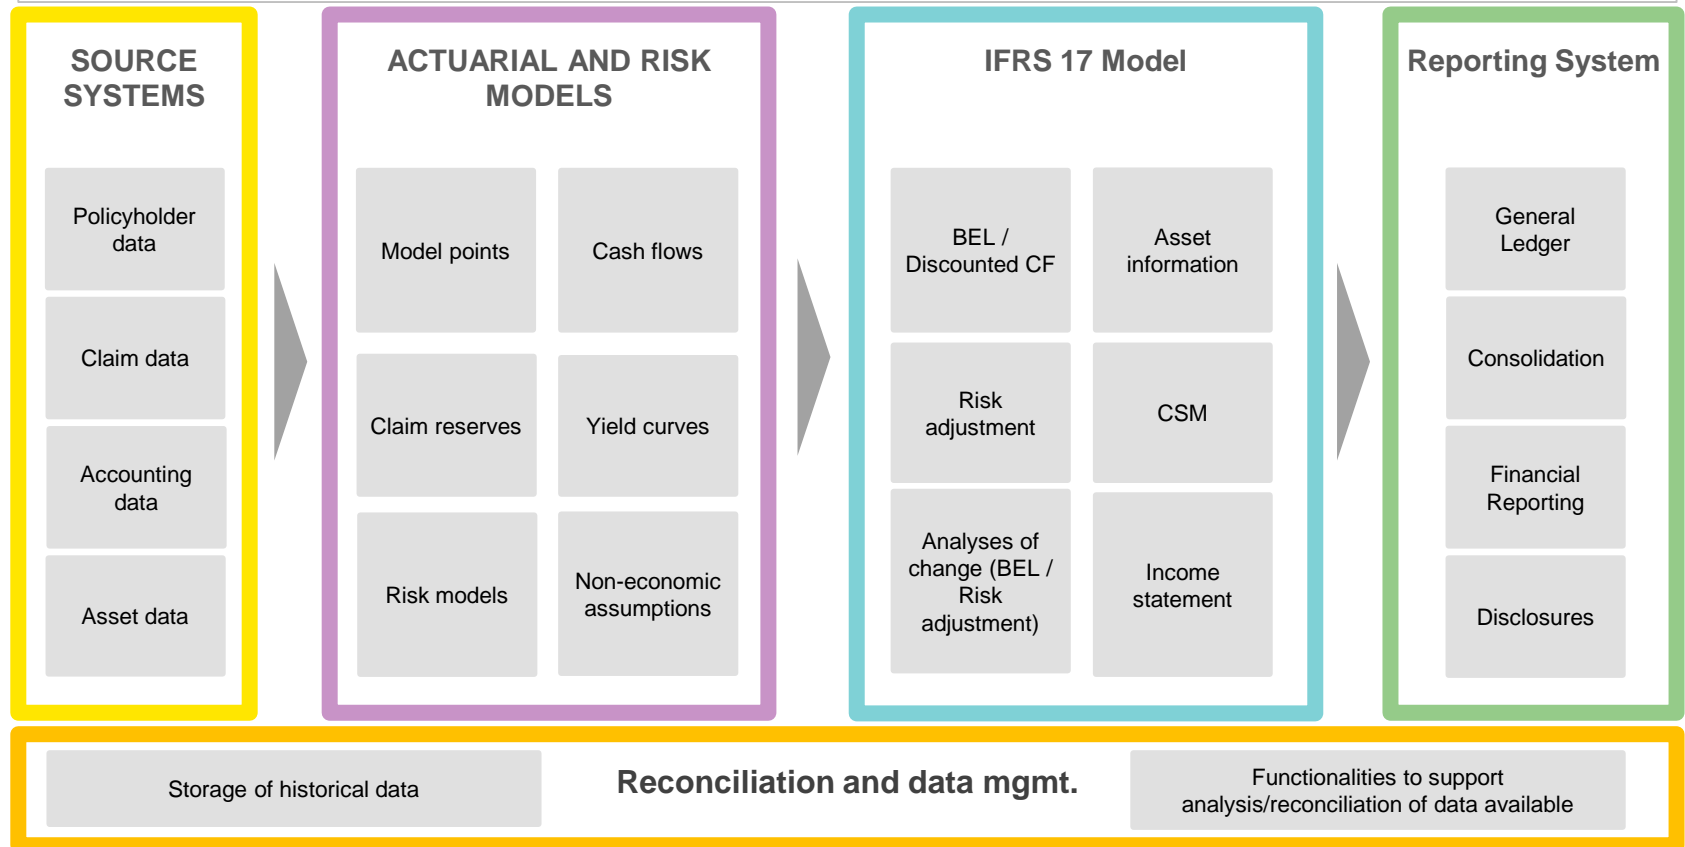 SOURCE
SYSTEMS
Policyholder
data
Claim data
Accounting
data
Asset data
ACTUARIAL AND RISK
MODELS
Model points
Cash flows
Claim reserves
Yield curves
Risk models
Non-economic
assumptions
IFRS 17 Model
BEL /
Discounted CF
Asset
information
Risk
adjustment
CSM
Analyses of
change (BEL /
Risk
adjustment)
Income
statement
Reporting System
General
Ledger
Consolidation
Financial
Reporting
Disclosures
Storage of historical data
Reconciliation and data mgmt.
Functionalities to support
analysis/reconciliation of data available